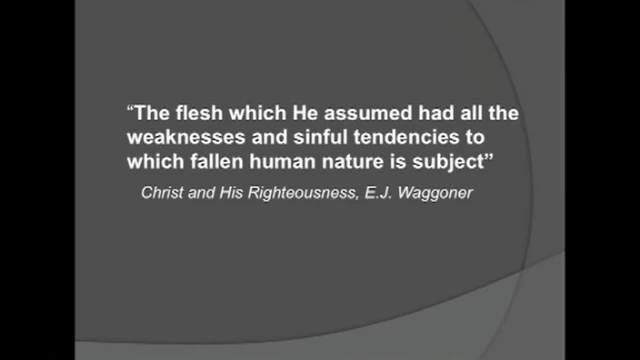 “The flesh which He assumed had all the
weaknesses and sinful tendencies to
which fallen human nature is subject”
Christ and His Righteousness, E.J. Waggoner